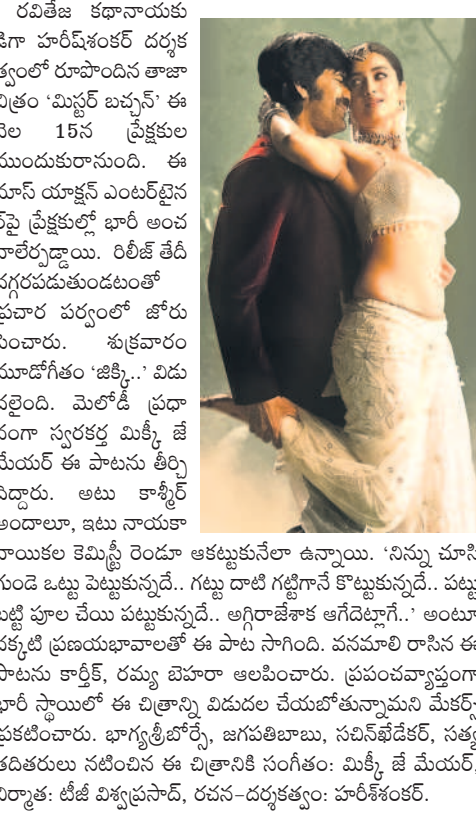 రవితేజ కథానాయకు
డిగా హరీష్‌శంకర్ దర్శక
త్వంలో రూపొందిన తాజా
చిత్రం ‘మిస్టర్ బచ్చన్’ ఈ
నెల 15న ప్రేక్షకుల
ముందుకురానుంది. ఈ
మాస్ యాక్షన్ ఎంటర్‌టైన
ర్‌పై ప్రేక్షకుల్లో భారీ అంచ
నాలేర్పడ్డాయి. రిలీజ్ తేదీ
దగ్గరపడుతుండటంతో
ప్రచార పర్వంలో జోరు
పెంచారు. శుక్రవారం
మూడోగీతం ‘జిక్కి..’ విడు
దలైంది. మెలోడీ ప్రధా
నంగా స్వరకర్త మిక్కీ జే
మేయర్ ఈ పాటను తీర్చి
దిద్దారు. అటు కాశ్మీర్
అందాలూ, ఇటు నాయకా
నాయికల కెమిస్ట్రీ రెండూ ఆకట్టుకునేలా ఉన్నాయి. ‘నిన్ను చూసి
గుండె ఒట్టు పెట్టుకున్నదే.. గట్టు దాటి గట్టిగానే కొట్టుకున్నదే.. పట్టు
బట్టి పూల చేయి పట్టుకున్నదే.. అగ్గిరాజేశాక ఆగేదెట్లాగే..’ అంటూ
చక్కటి ప్రణయభావాలతో ఈ పాట సాగింది. వనమాలి రాసిన ఈ
పాటను కార్తీక్, రమ్య బెహరా ఆలపించారు. ప్రపంచవ్యాప్తంగా
భారీ స్థాయిలో ఈ చిత్రాన్ని విడుదల చేయబోతున్నామని మేకర్స్
ప్రకటించారు. భాగ్యశ్రీబోర్సే, జగపతిబాబు, సచిన్‌ఖేడేకర్, సత్య
తదితరులు నటించిన ఈ చిత్రానికి సంగీతం: మిక్కీ జే మేయర్,
నిర్మాత: టీజీ విశ్వప్రసాద్, రచన-దర్శకత్వం: హరీశ్‌శంకర్.